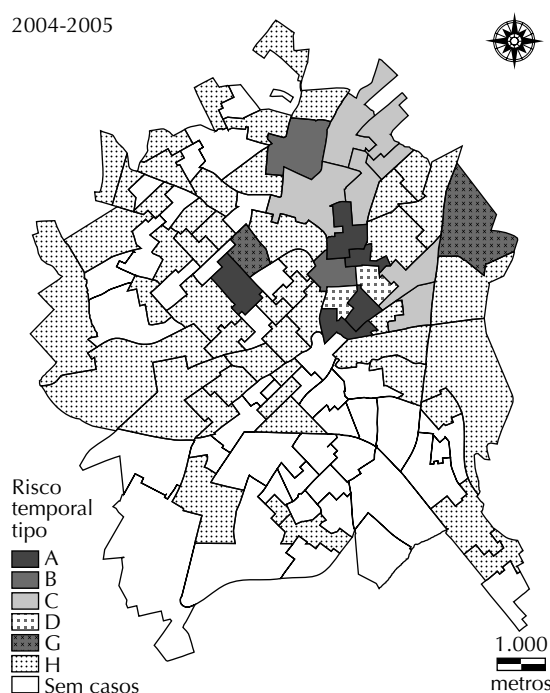 2004-2005
Risco
temporal
tipo
A
B
C
D
G
H
Sem casos
1.000
metros